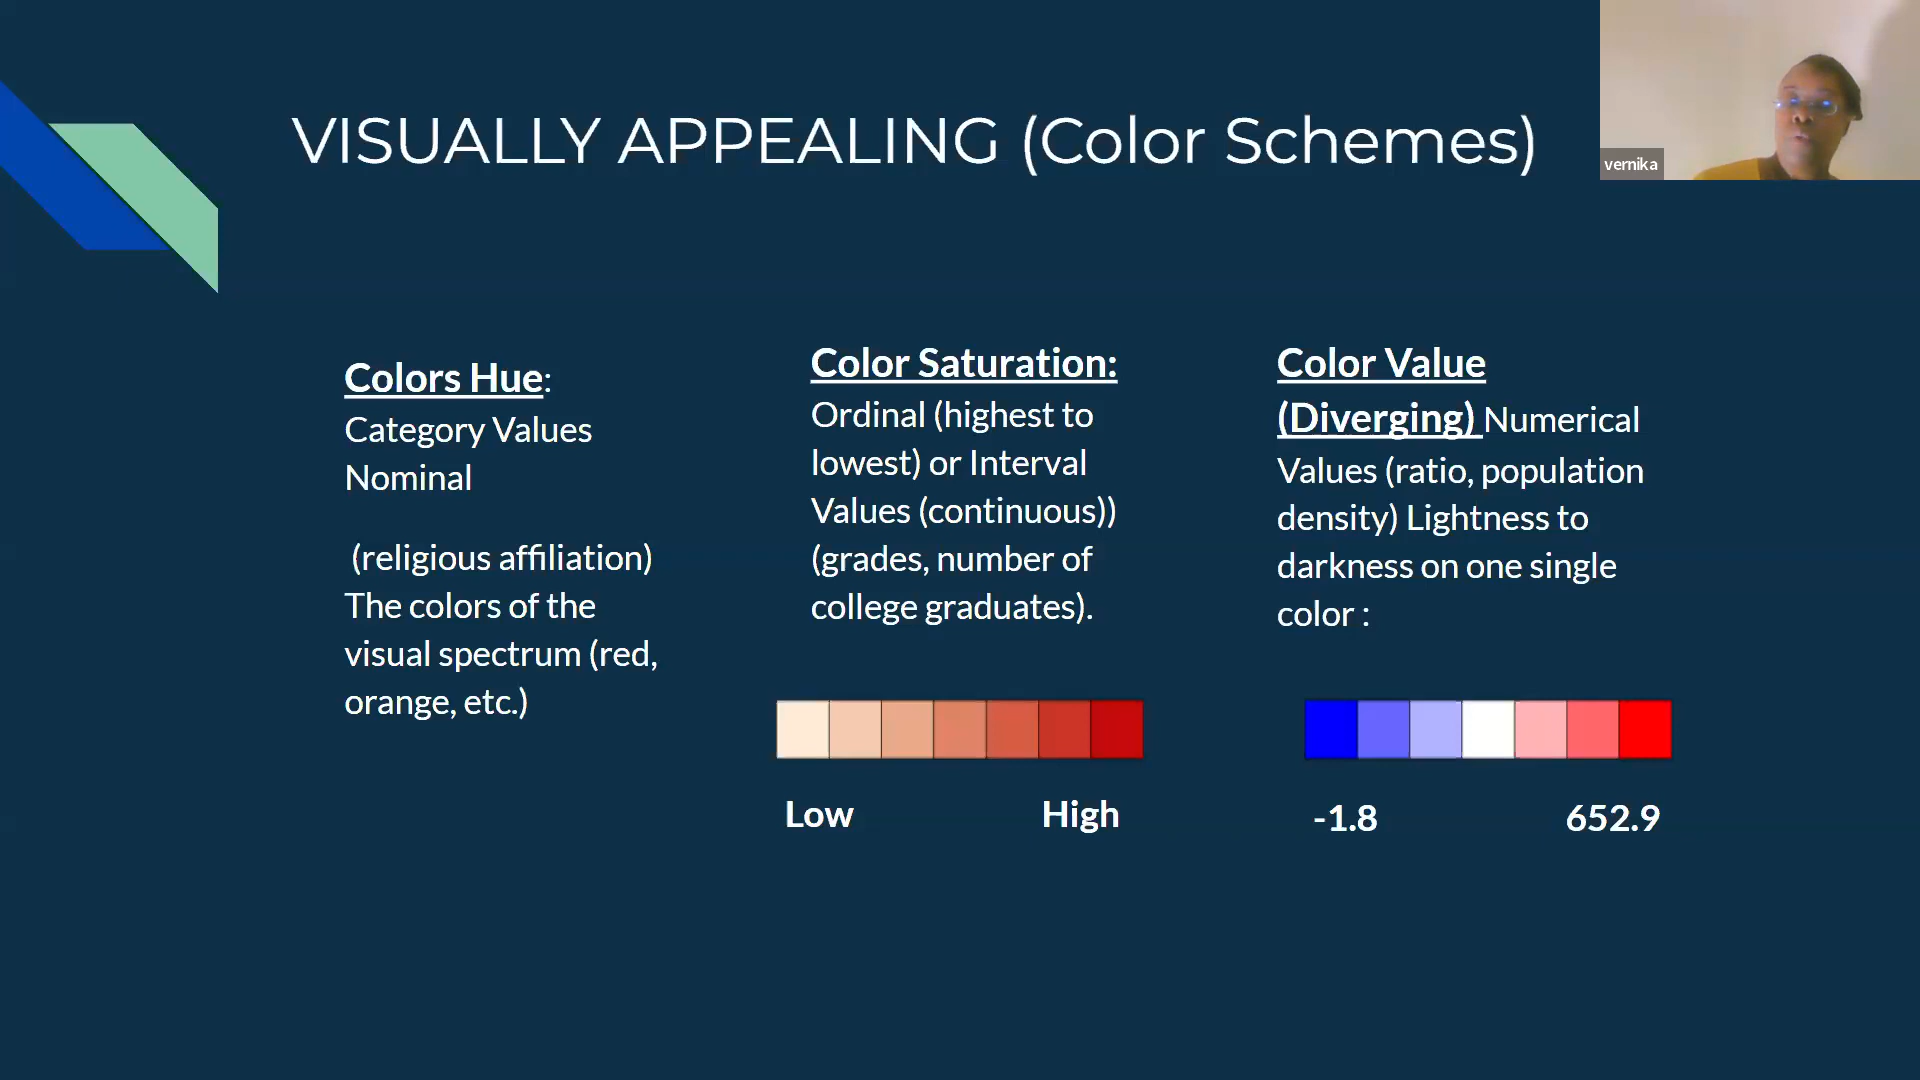 VISUALLY APPEALING (Color Schemes)
vernika
Colors Hue:
Category Values
Nominal
(religious affiliation)
The colors of the
visual spectrum (red,
orange, etc.)
Color Saturation:
Ordinal (highest to
lowest) or Interval
Values (continuous))
(grades, number of
college graduates).
Low High
Color Value
(Diverging) Numerical
Values (ratio, population
density) Lightness to
darkness on one single
color :
-1.8 652.9